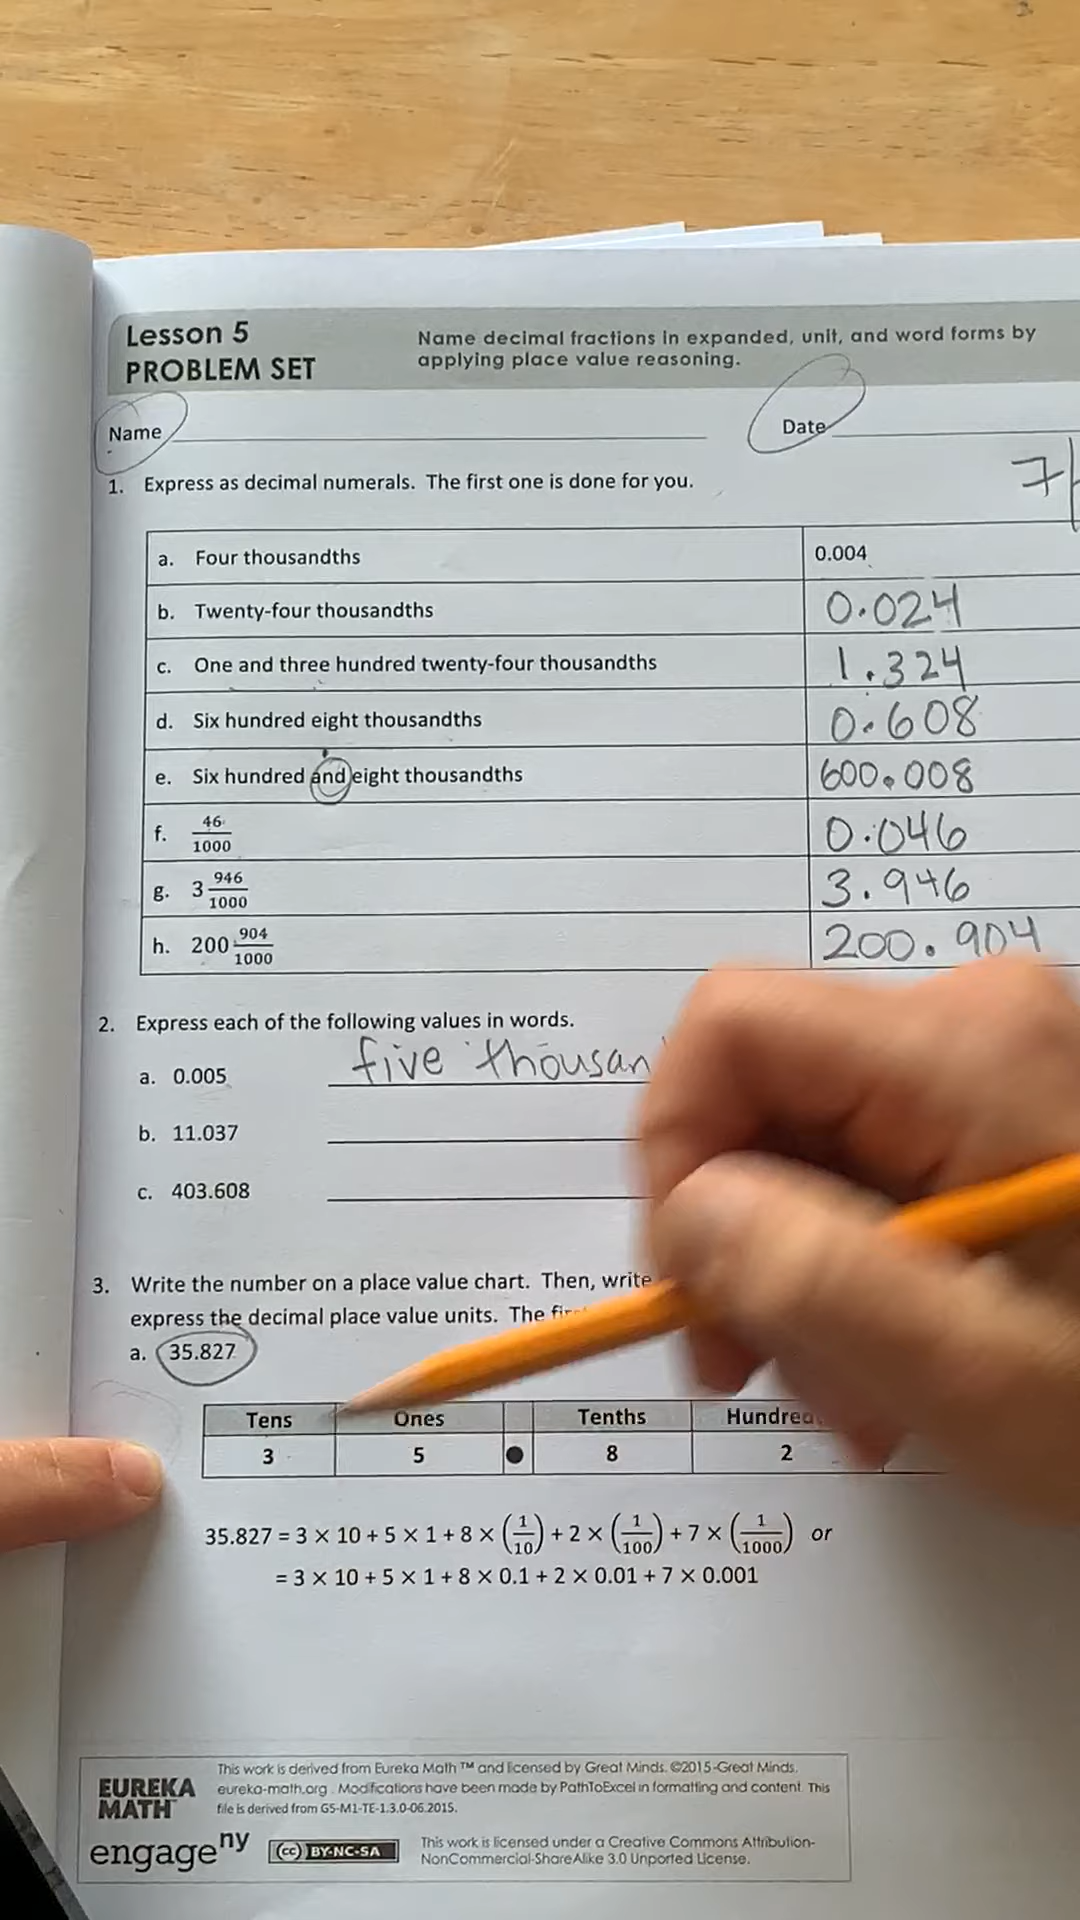 Lesson 5
PROBLEM SET
Name decimal fractions in expanded, unit, and word forms by
applying place value reasoning.
Name
Date
7
1. Express as decimal numerals. The first one is done for you.
a. Four thousandths 0.004
b. Twenty-four thousandths 0.024
c. One and three hundred twenty-four thousandths 1.324
d. Six hundred eight thousandths 0.608
e. Six hundred and eight thousandths 600.008
f. 46/1000 0.046
g. 3 946/1000 3.946
h. 200 904/1000 200.904
2. Express each of the following values in words.
a. 0.005 five thousan
b. 11.037
c. 403.608
3. Write the number on a place value chart. Then, write
express the decimal place value units. The
a. 35.827
Tens Ones Tenths Hundred
3 5 • 8 2
35.827 = 3 × 10 + 5 × 1 + 8 × (1/10) + 2 × (1/100) + 7 × (1/1000) or
= 3 × 10 + 5 × 1 + 8 × 0.1 + 2 × 0.01 + 7 × 0.001
EUREKA
MATH™
This work is derived from Eureka Math ™ and licensed by Great Minds. ©2015-Great Minds.
eureka-math.org . Modifications have been made by PathToExcel in formatting and content. This
file is derived from G5-M1-TE-1.3.0-06.2015.
engage ny
(cc) BY-NC-SA
This work is licensed under a Creative Commons Attribution-
NonCommercial-ShareAlike 3.0 Unported License.